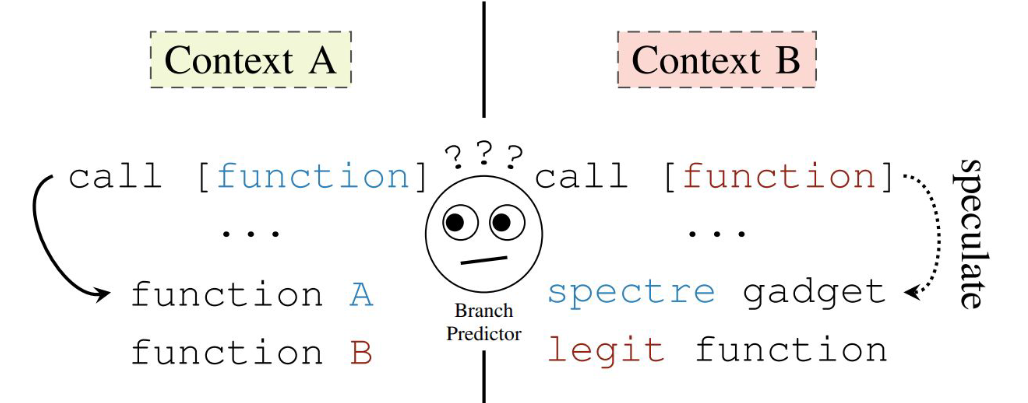 Context A
Context B
? ? ?
call [function]
...
function A
function B
Branch
Predictor
call [function]
...
spectre gadget
legit function
speculate